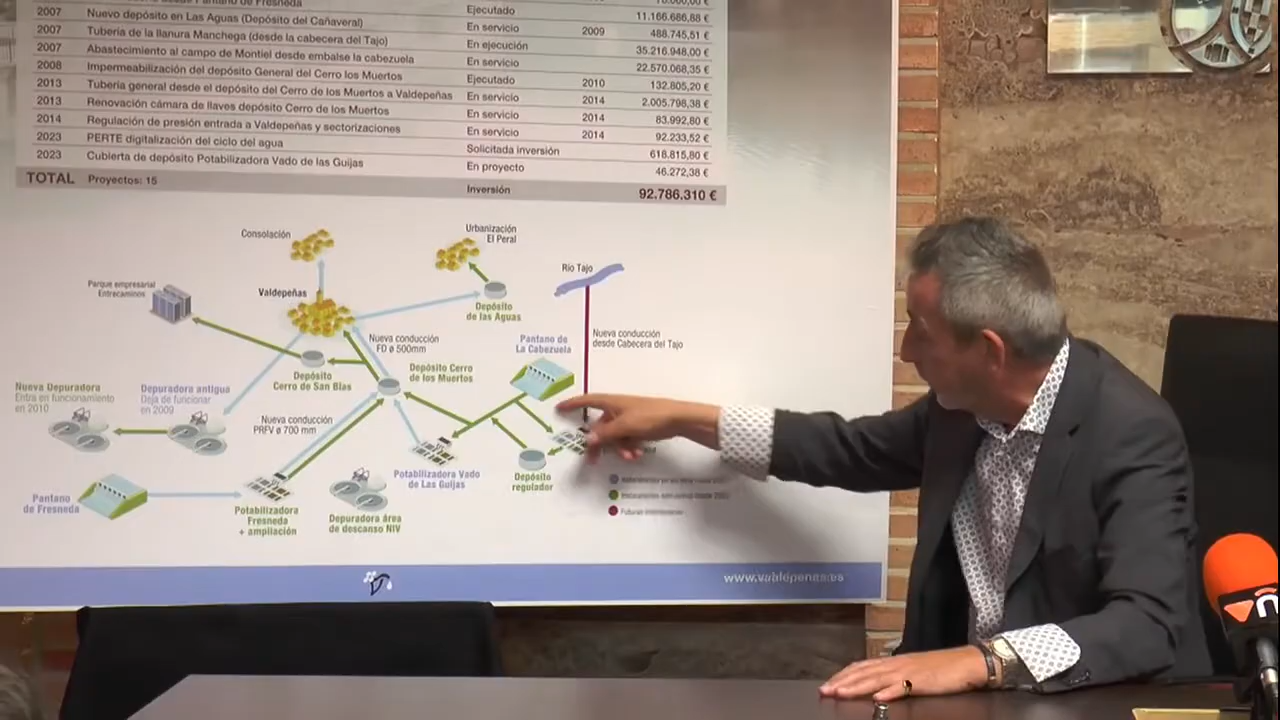 Ejecutado
11.166.686,88 €
2007 Nuevo depósito en Las Aguas (Depósito del Cañaveral) En servicio 2009 488.745,51 €
2007 Tubería de la llanura Manchega (desde la cabecera del Tajo) En ejecución 35.216.948,00 €
2007 Abastecimiento al campo de Montiel desde embalse la cabezuela En servicio 22.570.068,35 €
2008 Impermeabilización del depósito General del Cerro los Muertos Ejecutado 2010 132.805,20 €
2013 Tubería general desde el depósito del Cerro de los Muertos a Valdepeñas En servicio 2014 2.005.798,38 €
2013 Renovación cámara de llaves depósito Cerro de los Muertos En servicio 2014 83.992,80 €
2014 Regulación de presión entrada a Valdepeñas y sectorizaciones En servicio 2014 92.233,52 €
2023 PERTE digitalización del ciclo del agua Solicitada inversión 618.815,80 €
2023 Cubierta de depósito Potabilizadora Vado de las Guijas En proyecto 46.272,38 €
TOTAL Proyectos: 15 Inversión 92.786.310 €
Consolación
Urbanización
El Peral
Río Tajo
Parque empresarial
Entrecaminos
Valdepeñas
Depósito
de las Aguas
Nueva conducción
FD ø 500mm
Nueva conducción
desde Cabecera del Tajo
Pantano de
La Cabezuela
Depósito
Cerro de San Blas
Depósito Cerro
de los Muertos
Nueva Depuradora
Entra en funcionamiento
en 2010
Depuradora antigua
Deja de funcionar
en 2009
Nueva conducción
PRFV ø 700 mm
Potabilizadora Vado
de Las Guijas
Depósito
regulador
Pantano
de Fresneda
Potabilizadora
Fresneda
+ ampliación
Depuradora área
de descanso NIV
www.valdepenas.es